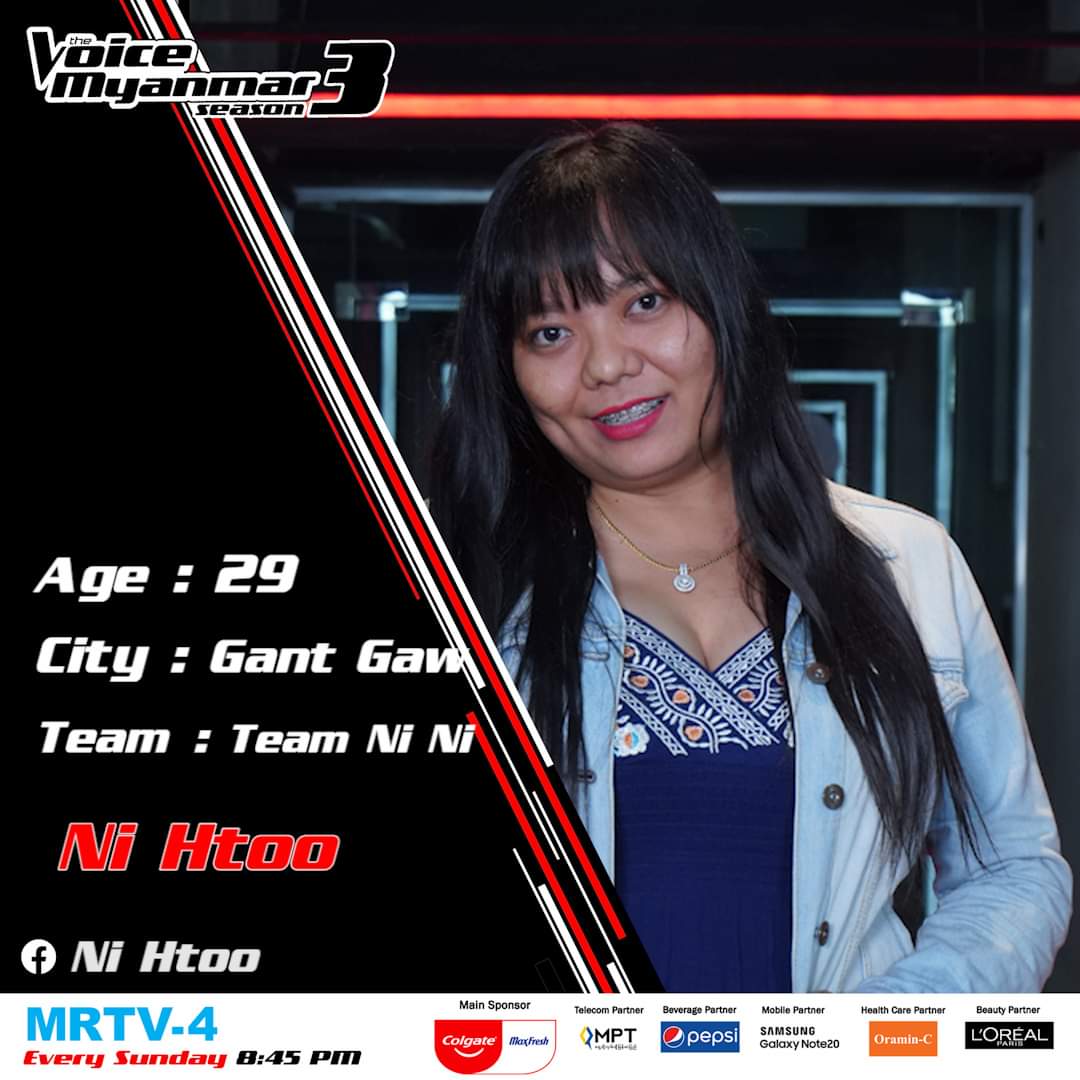 the
Voice
Myanmar
season 3
Age : 29
City : Gant Gaw
Team : Team Ni Ni
Ni Htoo
Ni Htoo
MRTV-4
Every Sunday 8:45 PM
Main Sponsor
Colgate MaxFresh
Telecom Partner
MPT
Beverage Partner
pepsi
Mobile Partner
SAMSUNG
Galaxy Note20
Health Care Partner
Oramin-C
Beauty Partner
L'ORÉAL
PARIS